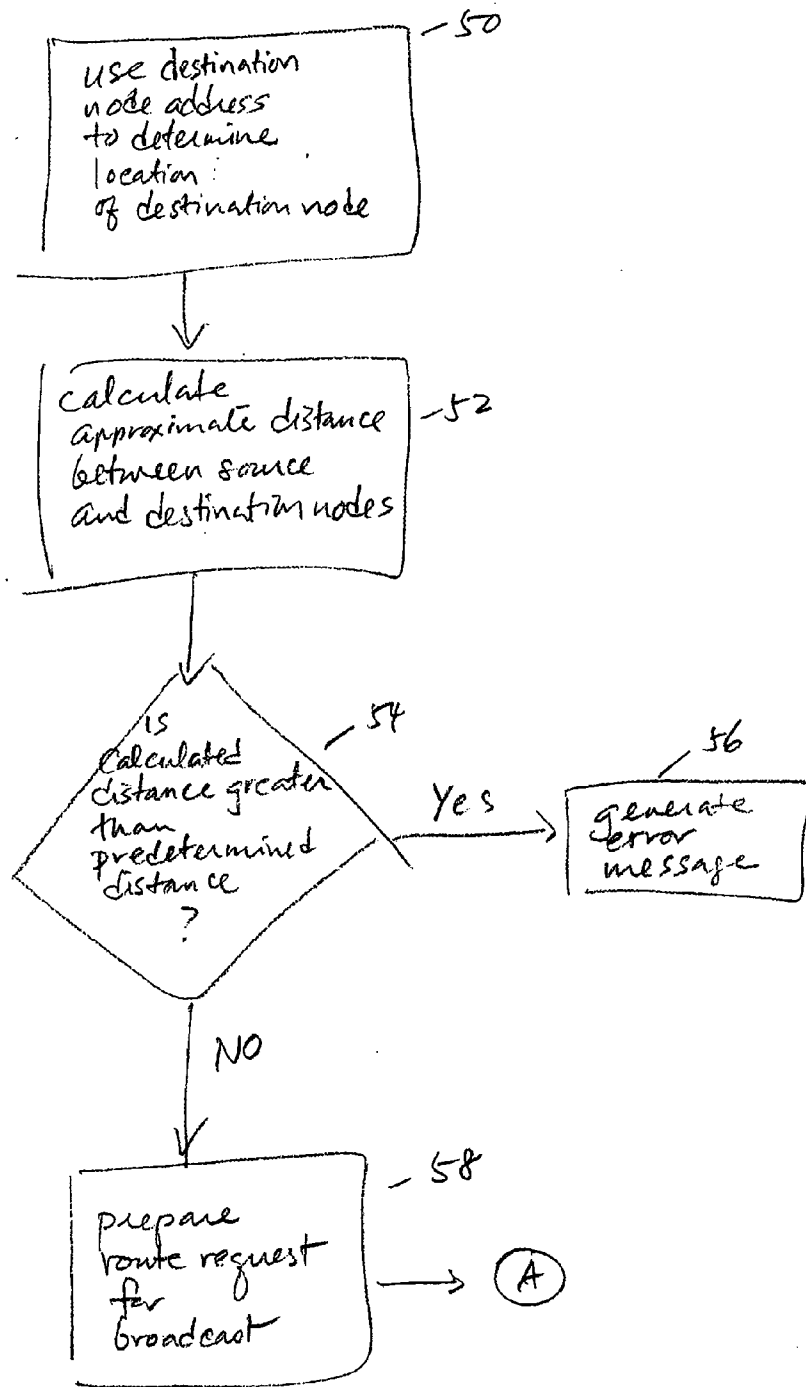 50
use destination
node address
to determine
location
of destination node
52
calculate
approximate distance
between source
and destination nodes
54
is
calculated
distance greater
than
predetermined
distance
?
Yes
56
generate
error
message
NO
58
prepare
route request
for
broadcast
A